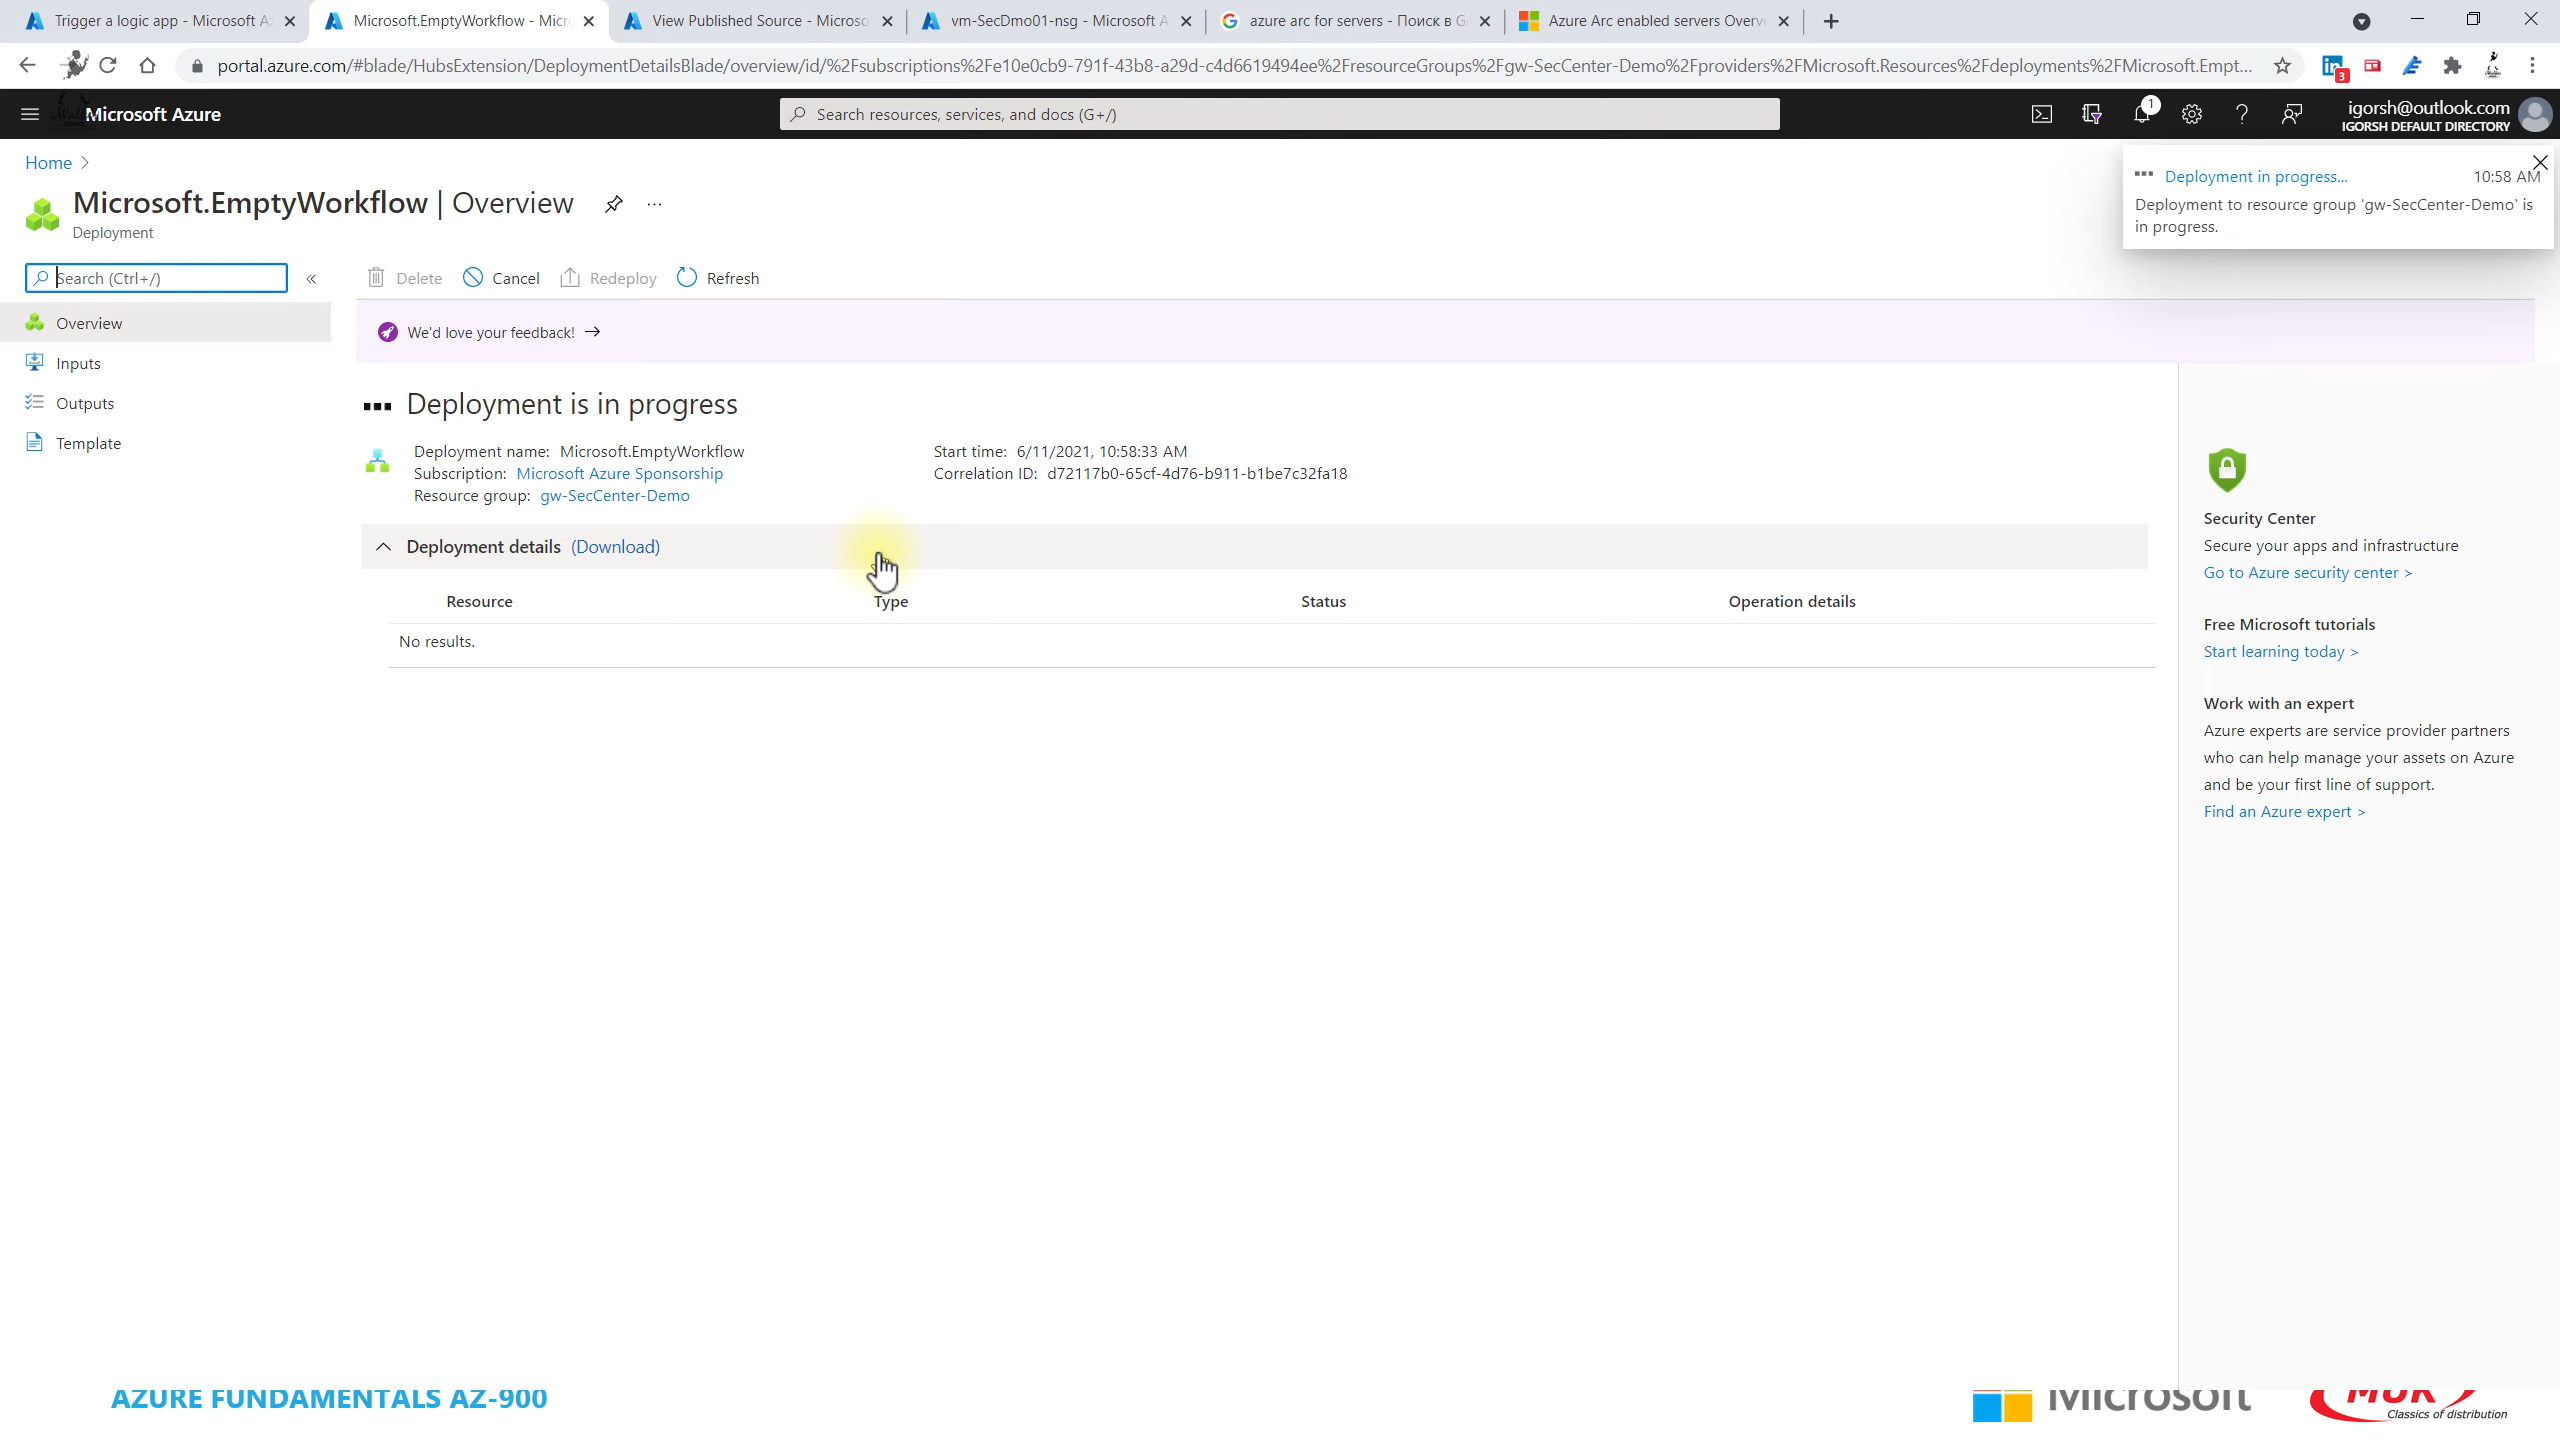 Trigger a logic app - Microsoft A
Microsoft.EmptyWorkflow - Micro
View Published Source - Microso
vm-SecDmo01-nsg - Microsoft A
azure arc for servers - Поиск в G
Azure Arc enabled servers Overvi
portal.azure.com/#blade/HubsExtension/DeploymentDetailsBlade/overview/id/%2Fsubscriptions%2Fe10e0cb9-791f-43b8-a29d-c4d6619494ee%2FresourceGroups%2Fgw-SecCenter-Demo%2Fproviders%2FMicrosoft.Resources%2Fdeployments%2FMicrosoft.Empt...
3
Microsoft Azure
Search resources, services, and docs (G+/)
1
igorsh@outlook.com
IGORSH DEFAULT DIRECTORY
Home
Deployment in progress...
10:58 AM
Deployment to resource group 'gw-SecCenter-Demo' is
in progress.
Microsoft.EmptyWorkflow | Overview
Deployment
Search (Ctrl+/)
Delete
Cancel
Redeploy
Refresh
Overview
Inputs
Outputs
Template
We'd love your feedback!
Deployment is in progress
Deployment name: Microsoft.EmptyWorkflow
Subscription: Microsoft Azure Sponsorship
Resource group: gw-SecCenter-Demo
Start time: 6/11/2021, 10:58:33 AM
Correlation ID: d72117b0-65cf-4d76-b911-b1be7c32fa18
Deployment details (Download)
Resource
Type
Status
Operation details
No results.
Security Center
Secure your apps and infrastructure
Go to Azure security center >
Free Microsoft tutorials
Start learning today >
Work with an expert
Azure experts are service provider partners
who can help manage your assets on Azure
and be your first line of support.
Find an Azure expert >
AZURE FUNDAMENTALS AZ-900
Microsoft
MUK
Classics of distribution